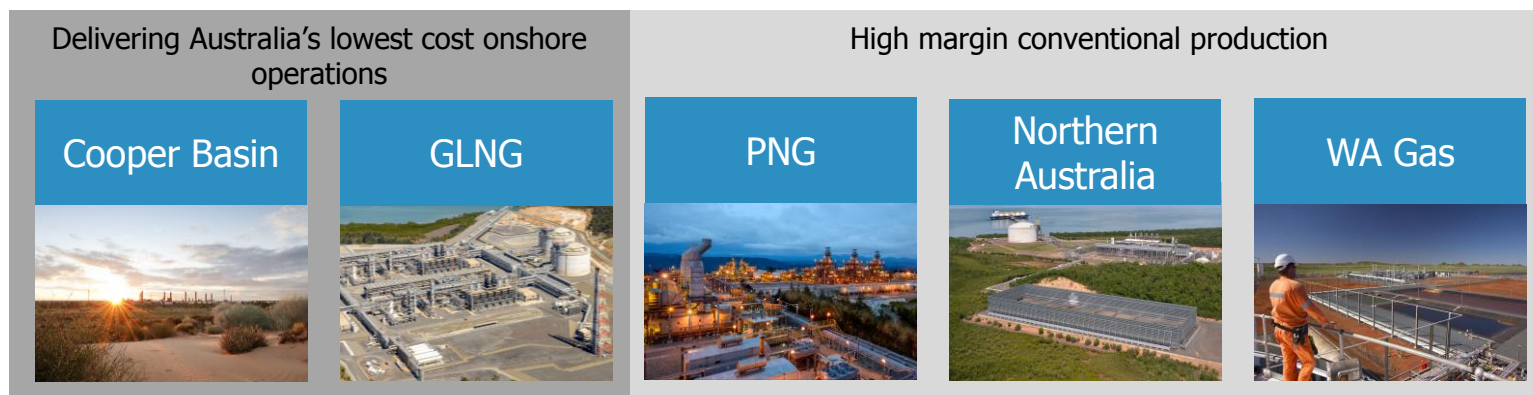 Delivering Australia’s lowest cost onshore
operations
High margin conventional production
Cooper Basin
GLNG
PNG
Northern
Australia
WA Gas